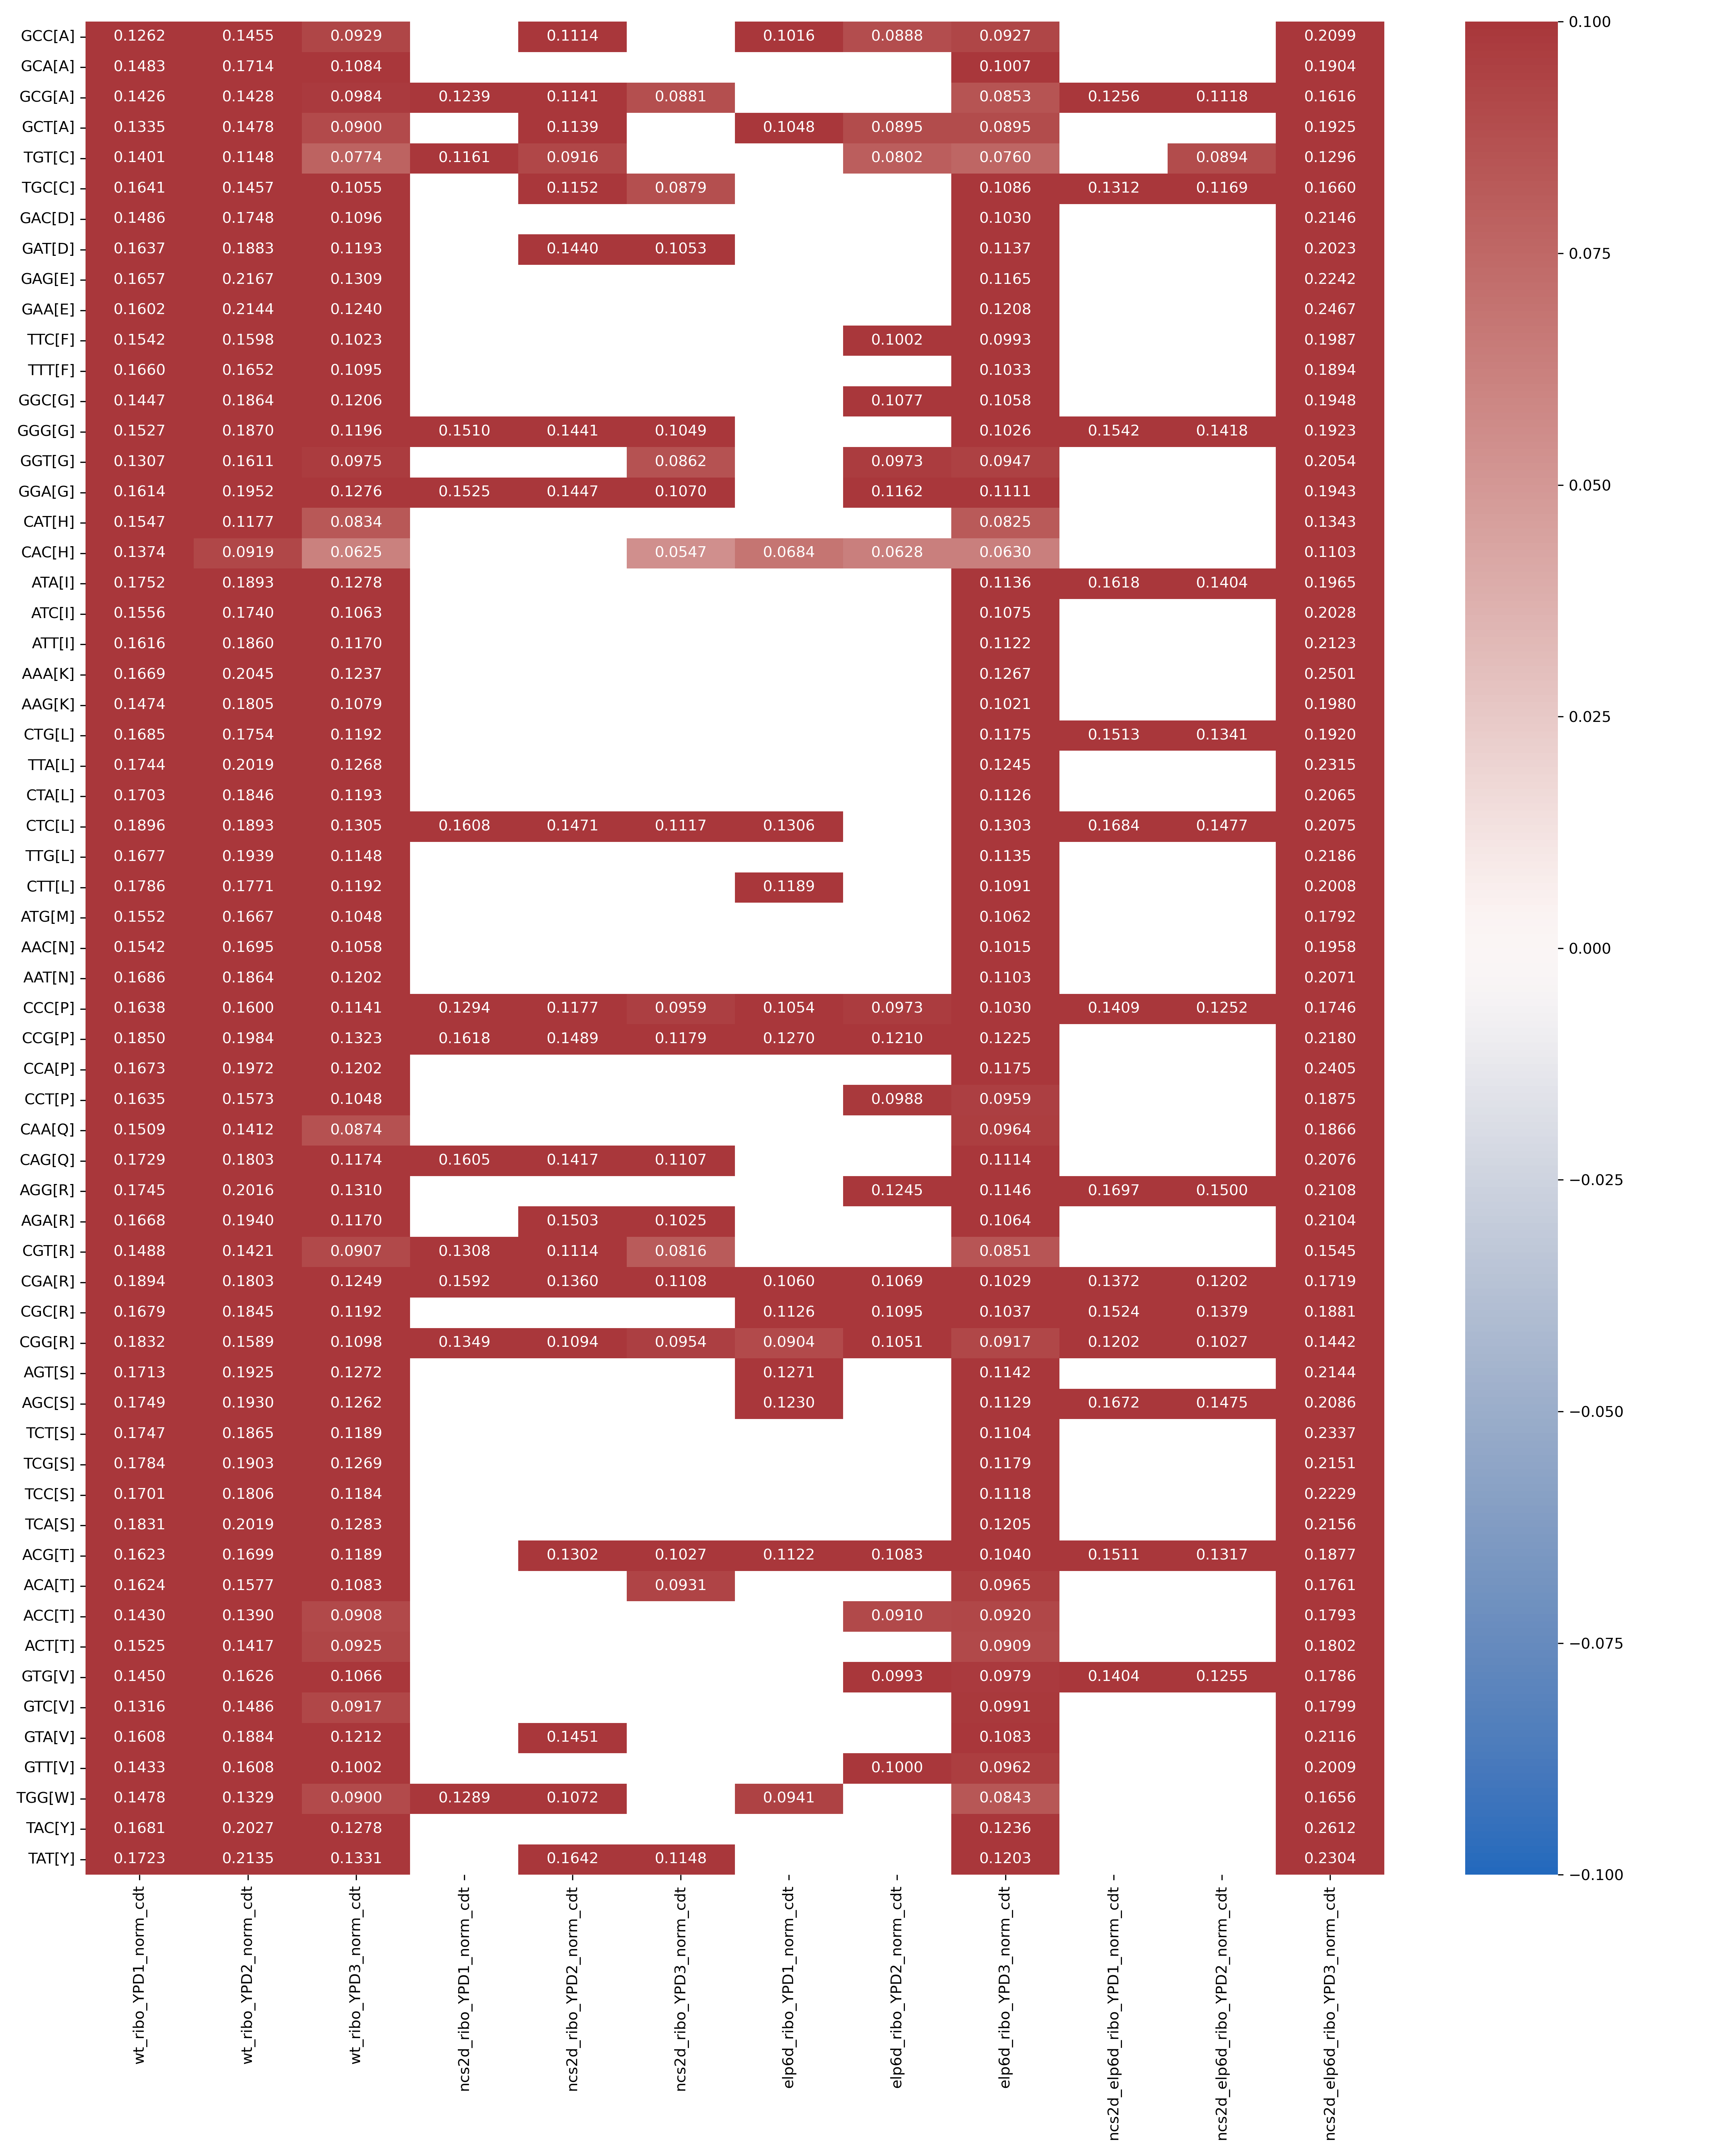 GCC[A] 0.1262 0.1455 0.0929 0.1114 0.1016 0.0888 0.0927 0.2099 0.100
GCA[A] 0.1483 0.1714 0.1084 0.1007 0.1904
GCG[A] 0.1426 0.1428 0.0984 0.1239 0.1141 0.0881 0.0853 0.1256 0.1118 0.1616
GCT[A] 0.1335 0.1478 0.0900 0.1139 0.1048 0.0895 0.0895 0.1925
TGT[C] 0.1401 0.1148 0.0774 0.1161 0.0916 0.0802 0.0760 0.0894 0.1296
TGC[C] 0.1641 0.1457 0.1055 0.1152 0.0879 0.1086 0.1312 0.1169 0.1660
GAC[D] 0.1486 0.1748 0.1096 0.1030 0.2146
GAT[D] 0.1637 0.1883 0.1193 0.1440 0.1053 0.1137 0.2023 0.075
GAG[E] 0.1657 0.2167 0.1309 0.1165 0.2242
GAA[E] 0.1602 0.2144 0.1240 0.1208 0.2467
TTC[F] 0.1542 0.1598 0.1023 0.1002 0.0993 0.1987
TTT[F] 0.1660 0.1652 0.1095 0.1033 0.1894
GGC[G] 0.1447 0.1864 0.1206 0.1077 0.1058 0.1948
GGG[G] 0.1527 0.1870 0.1196 0.1510 0.1441 0.1049 0.1026 0.1542 0.1418 0.1923
GGT[G] 0.1307 0.1611 0.0975 0.0862 0.0973 0.0947 0.2054
GGA[G] 0.1614 0.1952 0.1276 0.1525 0.1447 0.1070 0.1162 0.1111 0.1943 0.050
CAT[H] 0.1547 0.1177 0.0834 0.0825 0.1343
CAC[H] 0.1374 0.0919 0.0625 0.0547 0.0684 0.0628 0.0630 0.1103
ATA[I] 0.1752 0.1893 0.1278 0.1136 0.1618 0.1404 0.1965
ATC[I] 0.1556 0.1740 0.1063 0.1075 0.2028
ATT[I] 0.1616 0.1860 0.1170 0.1122 0.2123
AAA[K] 0.1669 0.2045 0.1237 0.1267 0.2501
AAG[K] 0.1474 0.1805 0.1079 0.1021 0.1980 0.025
CTG[L] 0.1685 0.1754 0.1192 0.1175 0.1513 0.1341 0.1920
TTA[L] 0.1744 0.2019 0.1268 0.1245 0.2315
CTA[L] 0.1703 0.1846 0.1193 0.1126 0.2065
CTC[L] 0.1896 0.1893 0.1305 0.1608 0.1471 0.1117 0.1306 0.1303 0.1684 0.1477 0.2075
TTG[L] 0.1677 0.1939 0.1148 0.1135 0.2186
CTT[L] 0.1786 0.1771 0.1192 0.1189 0.1091 0.2008
ATG[M] 0.1552 0.1667 0.1048 0.1062 0.1792
AAC[N] 0.1542 0.1695 0.1058 0.1015 0.1958 0.000
AAT[N] 0.1686 0.1864 0.1202 0.1103 0.2071
CCC[P] 0.1638 0.1600 0.1141 0.1294 0.1177 0.0959 0.1054 0.0973 0.1030 0.1409 0.1252 0.1746
CCG[P] 0.1850 0.1984 0.1323 0.1618 0.1489 0.1179 0.1270 0.1210 0.1225 0.2180
CCA[P] 0.1673 0.1972 0.1202 0.1175 0.2405
CCT[P] 0.1635 0.1573 0.1048 0.0988 0.0959 0.1875
CAA[Q] 0.1509 0.1412 0.0874 0.0964 0.1866
CAG[Q] 0.1729 0.1803 0.1174 0.1605 0.1417 0.1107 0.1114 0.2076
−0.025
AGG[R] 0.1745 0.2016 0.1310 0.1245 0.1146 0.1697 0.1500 0.2108
AGA[R] 0.1668 0.1940 0.1170 0.1503 0.1025 0.1064 0.2104
CGT[R] 0.1488 0.1421 0.0907 0.1308 0.1114 0.0816 0.0851 0.1545
CGA[R] 0.1894 0.1803 0.1249 0.1592 0.1360 0.1108 0.1060 0.1069 0.1029 0.1372 0.1202 0.1719
CGC[R] 0.1679 0.1845 0.1192 0.1126 0.1095 0.1037 0.1524 0.1379 0.1881
CGG[R] 0.1832 0.1589 0.1098 0.1349 0.1094 0.0954 0.0904 0.1051 0.0917 0.1202 0.1027 0.1442
AGT[S] 0.1713 0.1925 0.1272 0.1271 0.1142 0.2144
AGC[S] 0.1749 0.1930 0.1262 0.1230 0.1129 0.1672 0.1475 0.2086 −0.050
TCT[S] 0.1747 0.1865 0.1189 0.1104 0.2337
TCG[S] 0.1784 0.1903 0.1269 0.1179 0.2151
TCC[S] 0.1701 0.1806 0.1184 0.1118 0.2229
TCA[S] 0.1831 0.2019 0.1283 0.1205 0.2156
ACG[T] 0.1623 0.1699 0.1189 0.1302 0.1027 0.1122 0.1083 0.1040 0.1511 0.1317 0.1877
ACA[T] 0.1624 0.1577 0.1083 0.0931 0.0965 0.1761
ACC[T] 0.1430 0.1390 0.0908 0.0910 0.0920 0.1793
ACT[T] 0.1525 0.1417 0.0925 0.0909 0.1802 −0.075
GTG[V] 0.1450 0.1626 0.1066 0.0993 0.0979 0.1404 0.1255 0.1786
GTC[V] 0.1316 0.1486 0.0917 0.0991 0.1799
GTA[V] 0.1608 0.1884 0.1212 0.1451 0.1083 0.2116
GTT[V] 0.1433 0.1608 0.1002 0.1000 0.0962 0.2009
TGG[W] 0.1478 0.1329 0.0900 0.1289 0.1072 0.0941 0.0843 0.1656
TAC[Y] 0.1681 0.2027 0.1278 0.1236 0.2612
TAT[Y] 0.1723 0.2135 0.1331 0.1642 0.1148 0.1203 0.2304 −0.100
wt_ribo_YPD1_norm_cdt
wt_ribo_YPD2_norm_cdt
wt_ribo_YPD3_norm_cdt
ncs2d_ribo_YPD1_norm_cdt
ncs2d_ribo_YPD2_norm_cdt
ncs2d_ribo_YPD3_norm_cdt
elp6d_ribo_YPD1_norm_cdt
elp6d_ribo_YPD2_norm_cdt
elp6d_ribo_YPD3_norm_cdt
ncs2d_elp6d_ribo_YPD1_norm_cdt
ncs2d_elp6d_ribo_YPD2_norm_cdt
ncs2d_elp6d_ribo_YPD3_norm_cdt